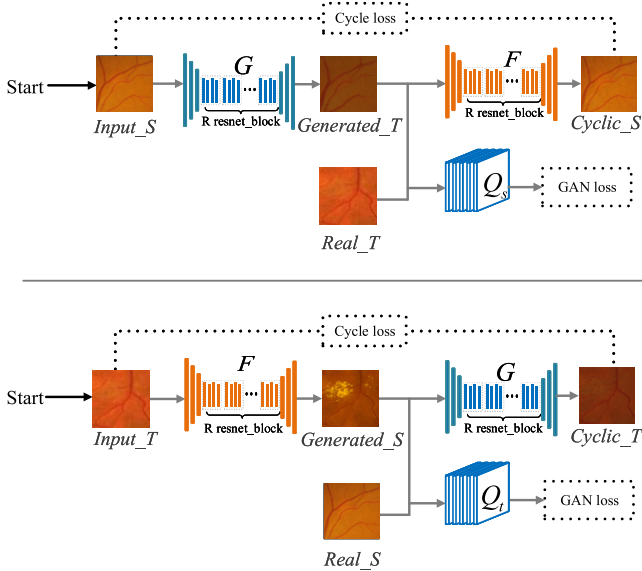 Cycle loss
G
F
Start
R resnet_block
R resnet_block
Input_S
Generated_T
Cyclic_S
Q_s
GAN loss
Real_T
Cycle loss
F
G
Start
R resnet_block
R resnet_block
Input_T
Generated_S
Cyclic_T
Q_t
GAN loss
Real_S